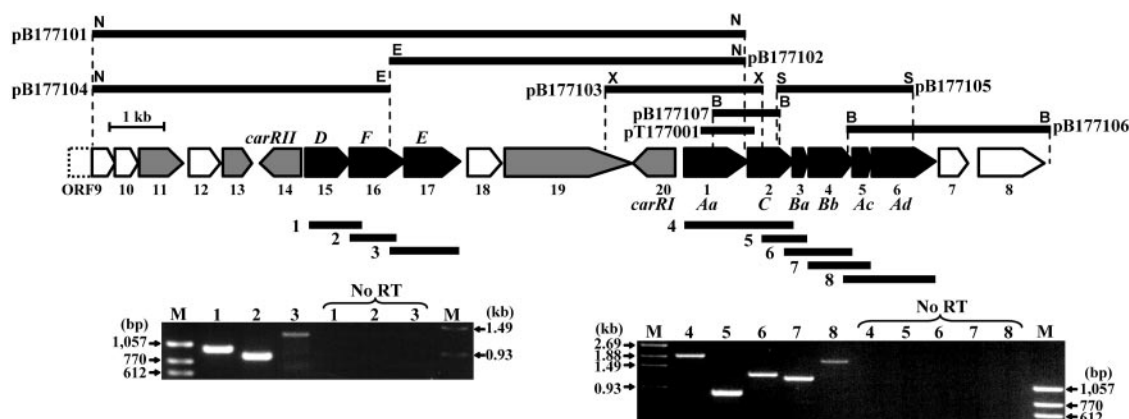 N N
pB177101
E N
pB177102
N E X X S S
pB177104 pB177103 pB177105
B B
pB177107
1 kb pT177001 B B
pB177106
carRII D F E
ORF9 10 11 12 13 14 15 16 17 18 19 20 1 2 3 4 5 6 7 8
carRI Aa C Ba Bb Ac Ad
1 4
2 5
3 6
7
8
No RT
(bp) M 1 2 3 1 2 3 M (kb)
1,057 1.49
770 0.93
612
No RT
(kb) M 4 5 6 7 8 4 5 6 7 8 M
2.69 (bp)
1.88
1.49
0.93 1,057
770
612